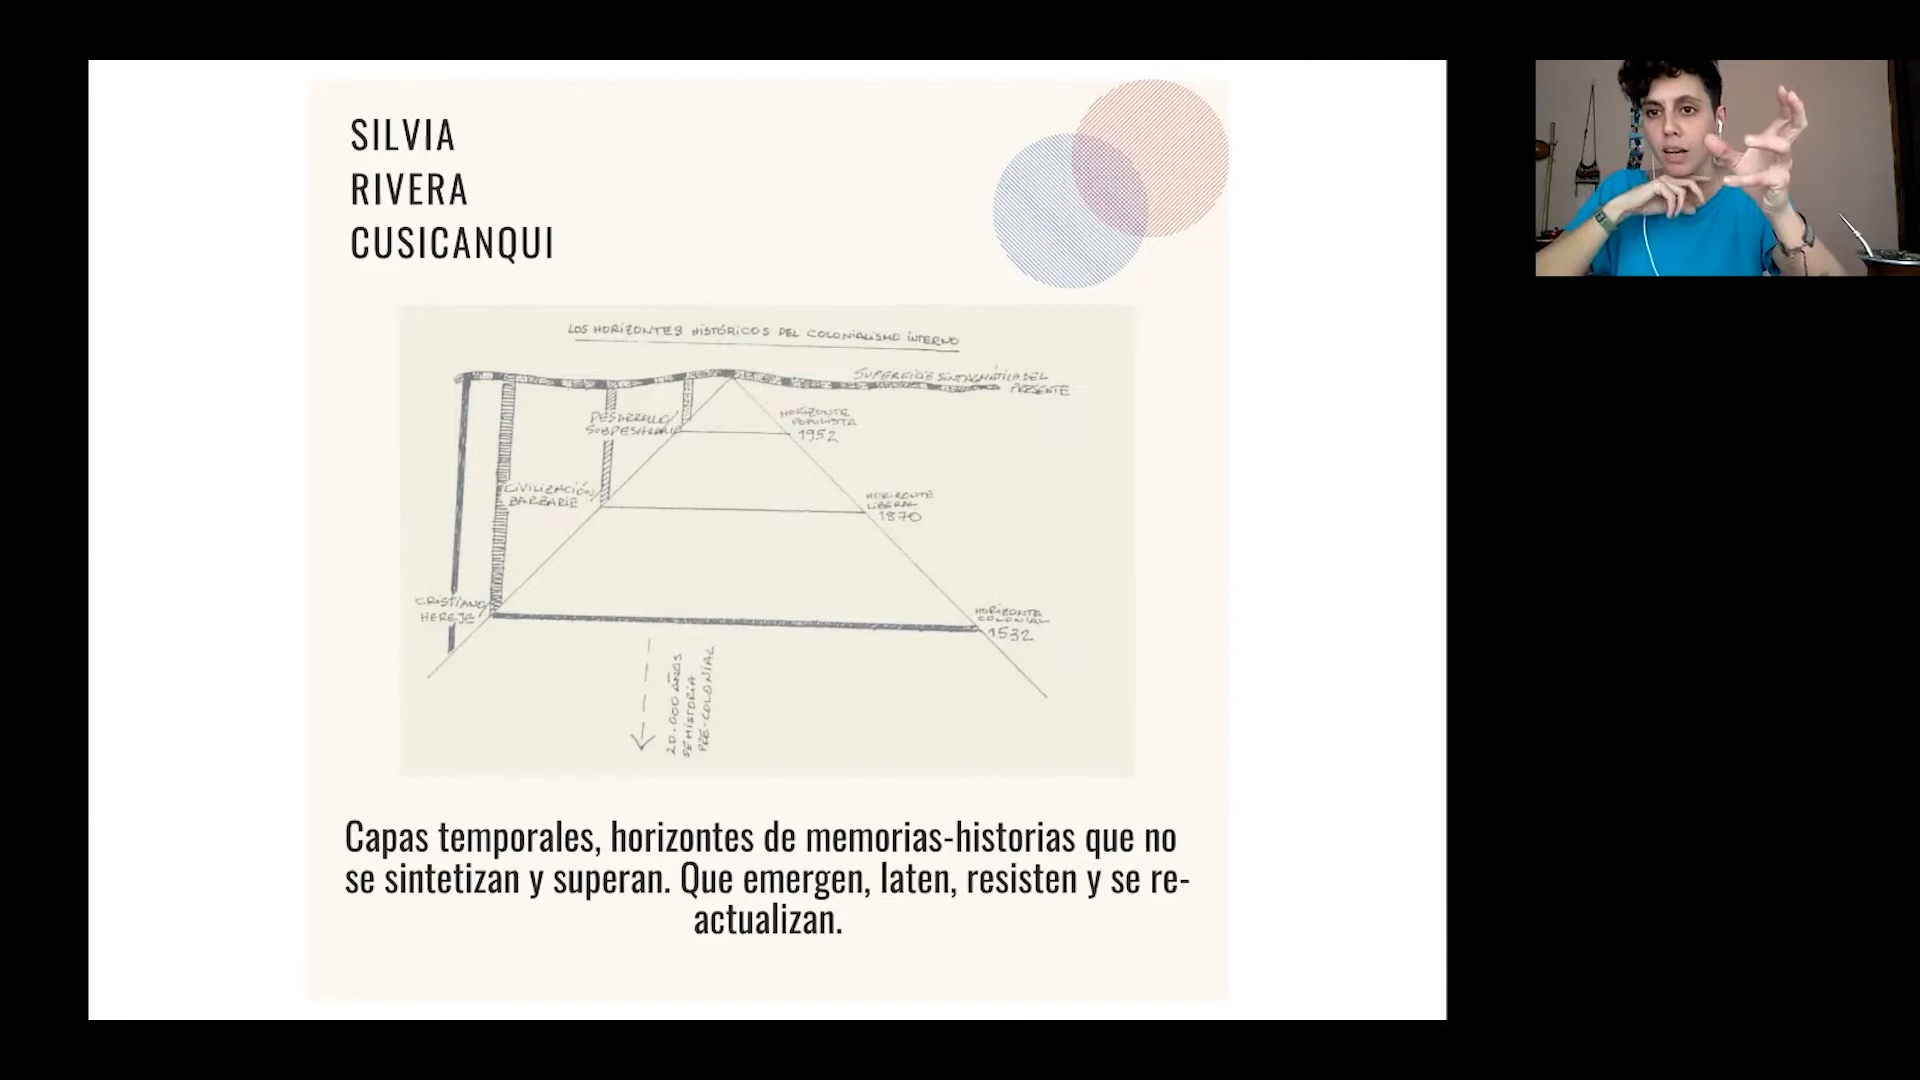 SILVIA
RIVERA
CUSICANQUI
LOS HORIZONTES HISTÓRICOS DEL COLONIALISMO INTERNO
SUPERFICIE SINTAGMÁTICA DEL
PRESENTE
DESARROLLO
SUBDESARROLLO
HORIZONTE
POPULISTA
1952
CIVILIZACIÓN
BARBARIE
HORIZONTE
LIBERAL
1870
CRISTIANO
HEREJE
HORIZONTE
COLONIAL
1532
20.000 AÑOS
DE HISTORIA
PRE-COLONIAL
Capas temporales, horizontes de memorias-historias que no
se sintetizan y superan. Que emergen, laten, resisten y se re-
actualizan.